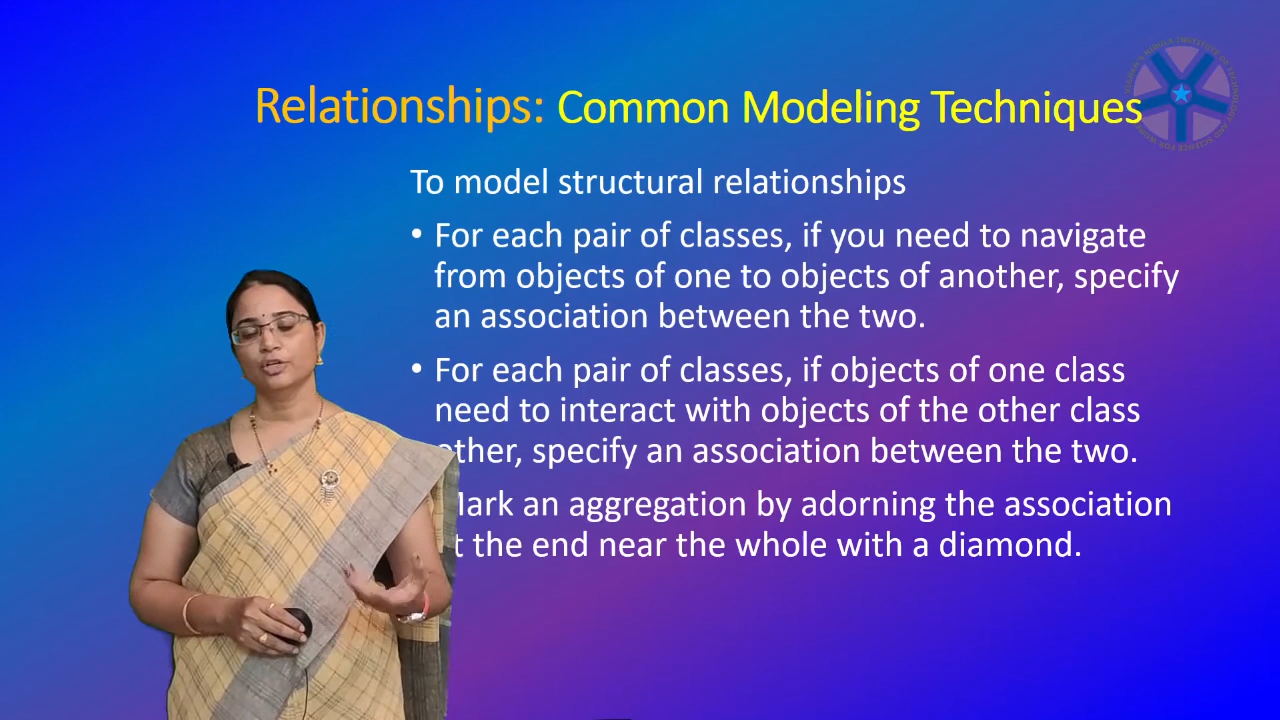 Relationships: Common Modeling Techniques
To model structural relationships
• For each pair of classes, if you need to navigate
from objects of one to objects of another, specify
an association between the two.
• For each pair of classes, if objects of one class
need to interact with objects of the other class
other, specify an association between the two.
Mark an aggregation by adorning the association
the end near the whole with a diamond.